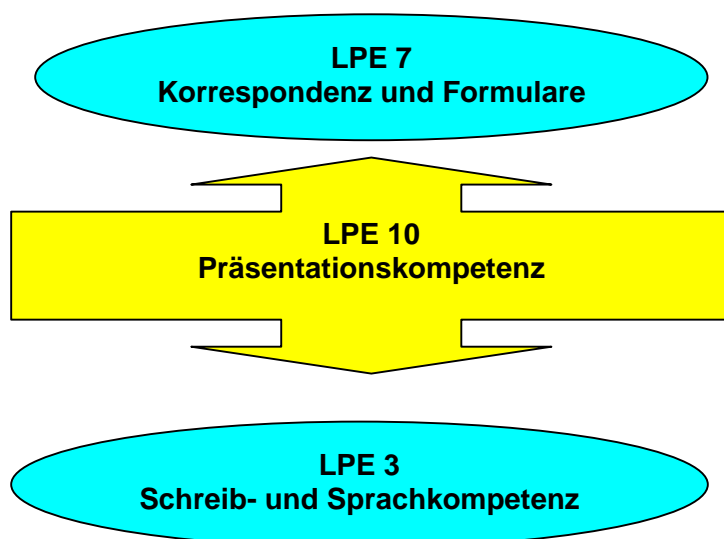 LPE 7
Korrespondenz und Formulare
LPE 10
Präsentationskompetenz
LPE 3
Schreib- und Sprachkompetenz